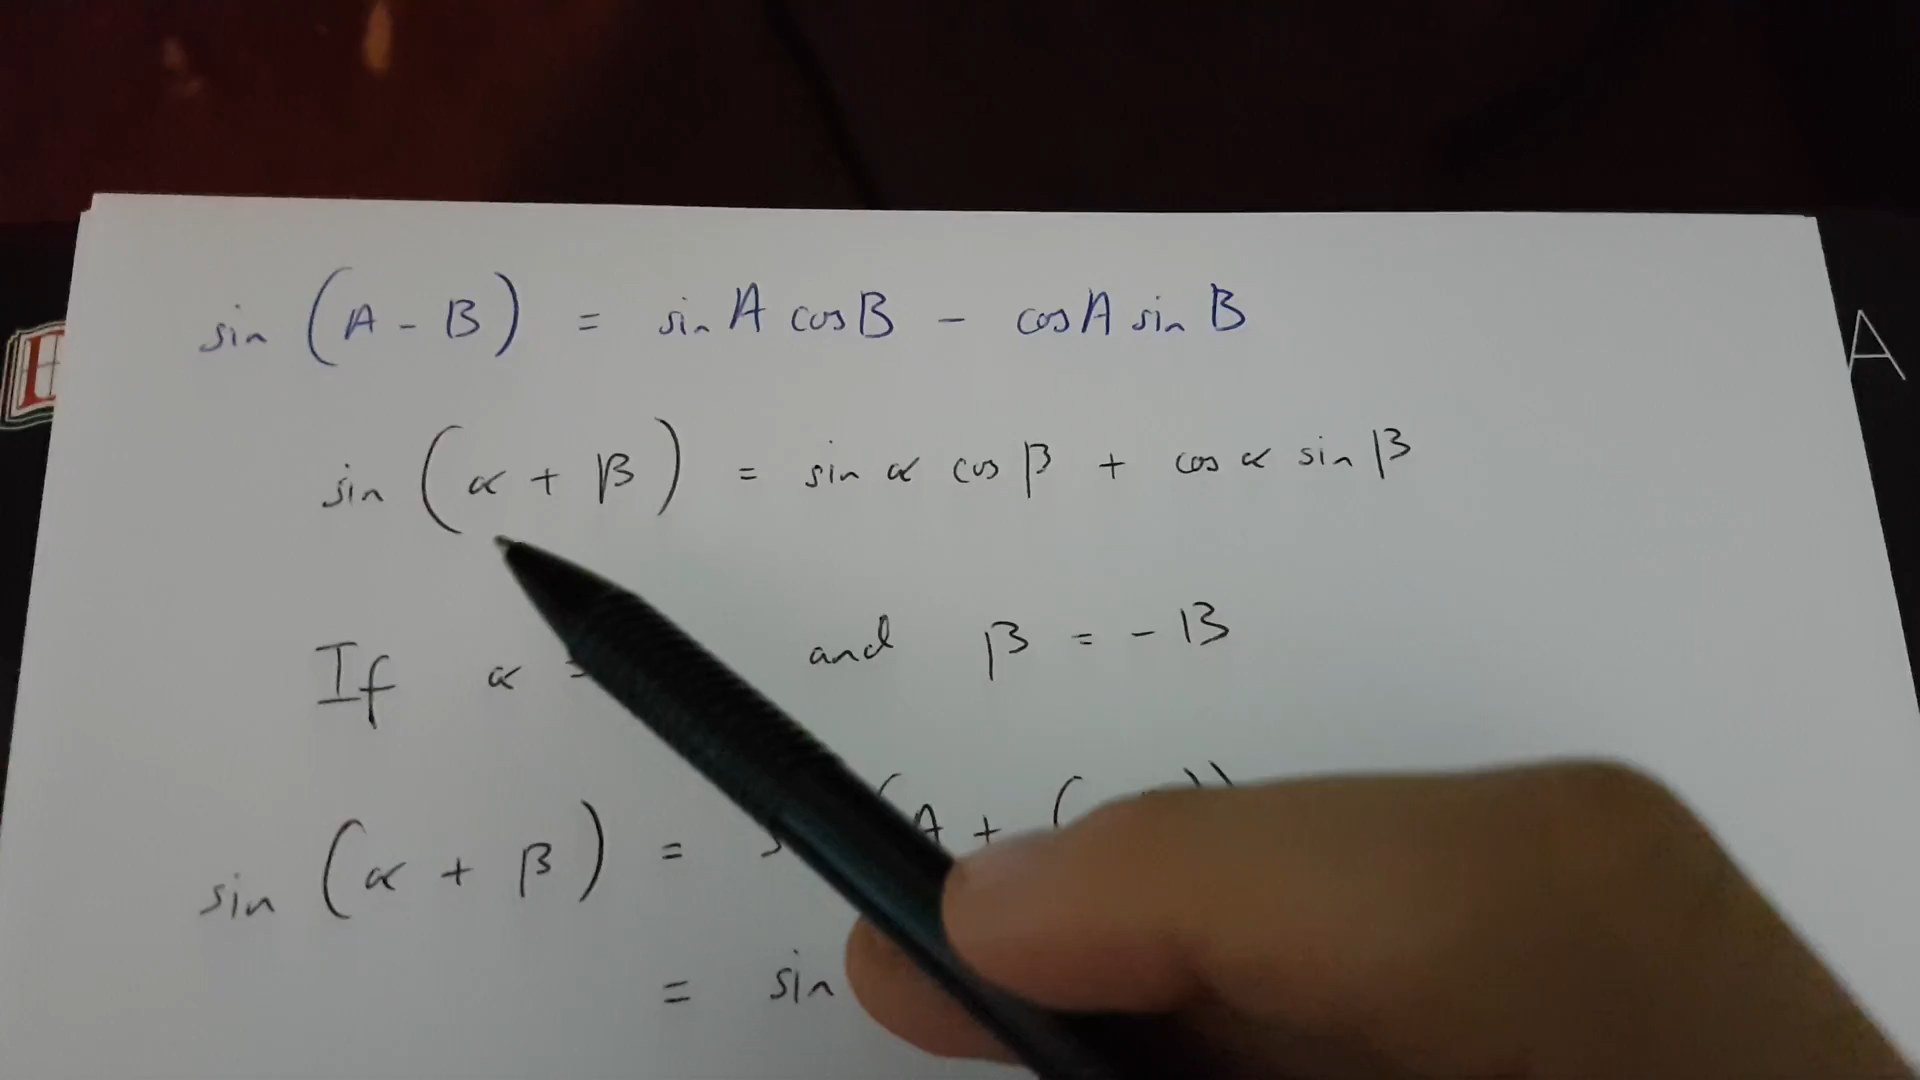 sin (A - B) = sin A cos B - cos A sin B
A
sin (α + β) = sin α cos β + cos α sin β
If α = and β = - B
sin (α + β) = A + (
= sin